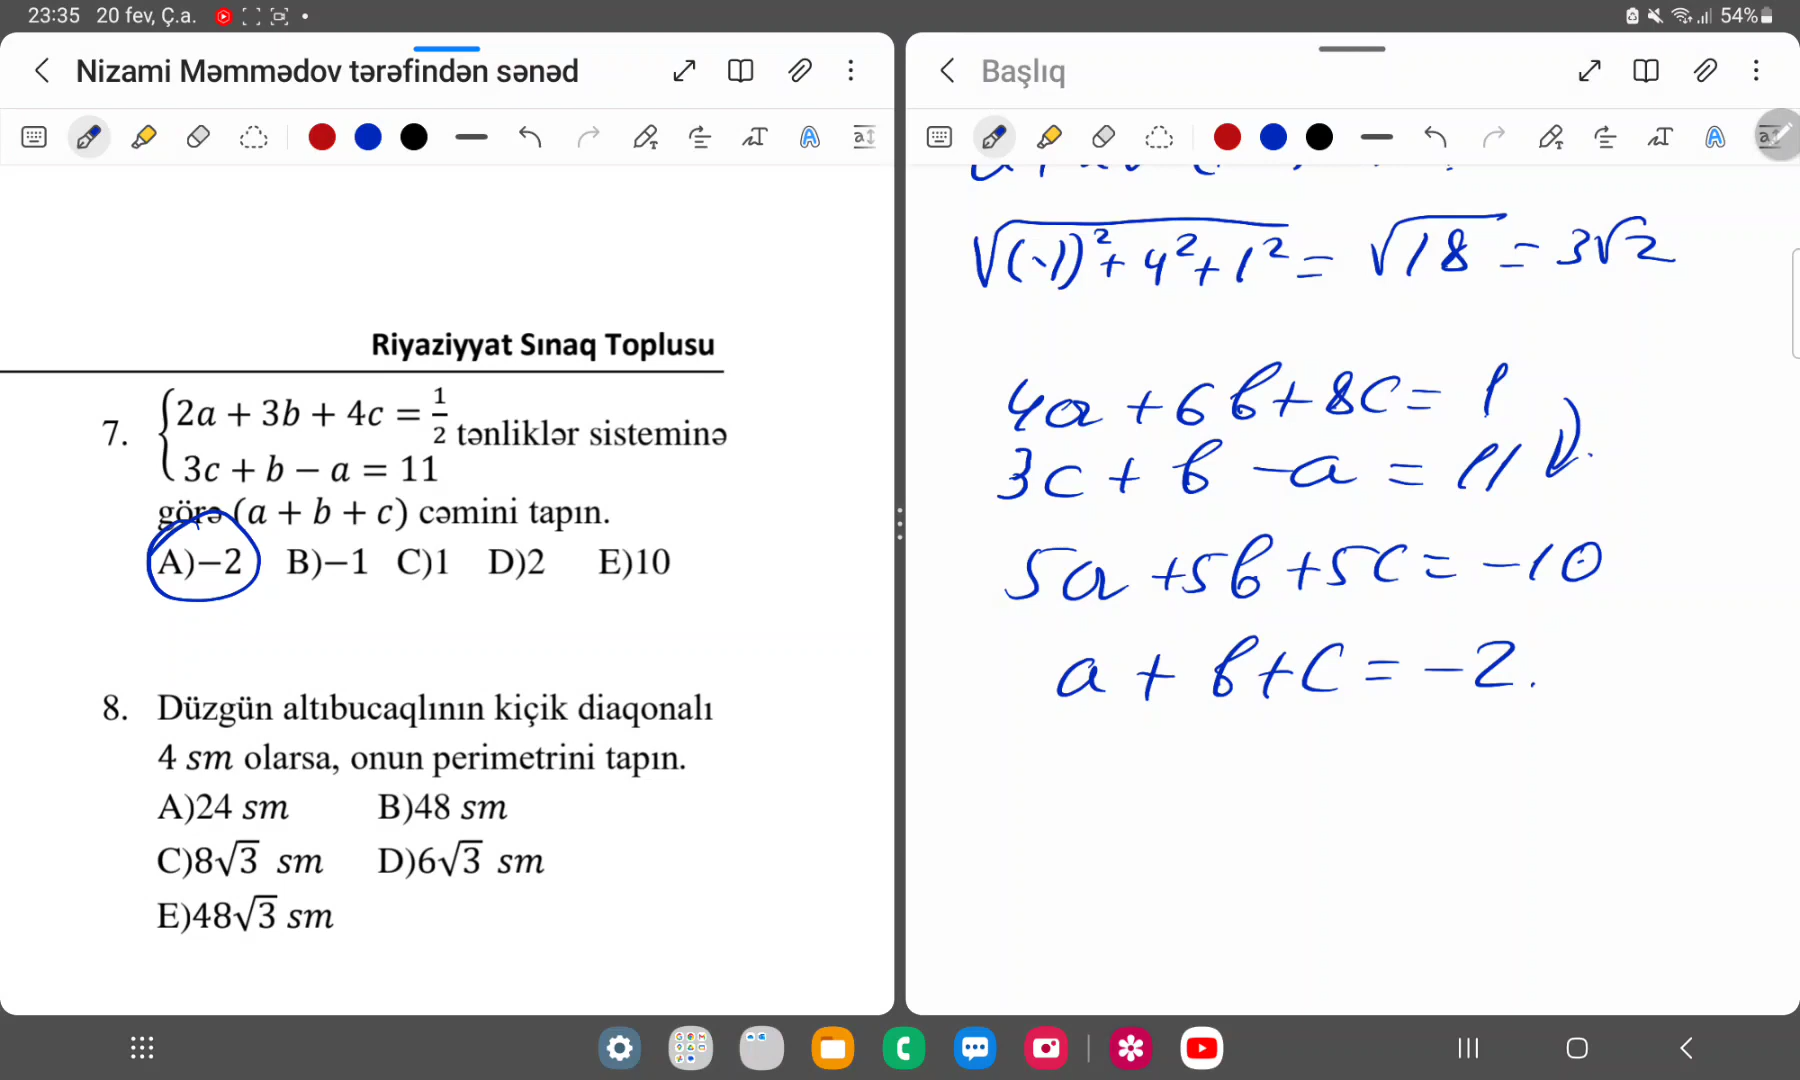 23:35 20 fev, Ç.a.
54%
Nizami Məmmədov tərəfindən sənəd
Riyaziyyat Sınaq Toplusu
7. {2a + 3b + 4c = 1/2
3c + b − a = 11 tənliklər sisteminə
görə (a + b + c) cəmini tapın.
A)−2 B)−1 C)1 D)2 E)10
8. Düzgün altıbucaqlının kiçik diaqonalı
4 sm olarsa, onun perimetrini tapın.
A)24 sm B)48 sm
C)8√3 sm D)6√3 sm
E)48√3 sm
Başlıq
√((-1)² + 4² + 1²) = √18 = 3√2
4a + 6b + 8c = 1
3c + b - a = 11
5a + 5b + 5c = -10
a + b + c = -2.